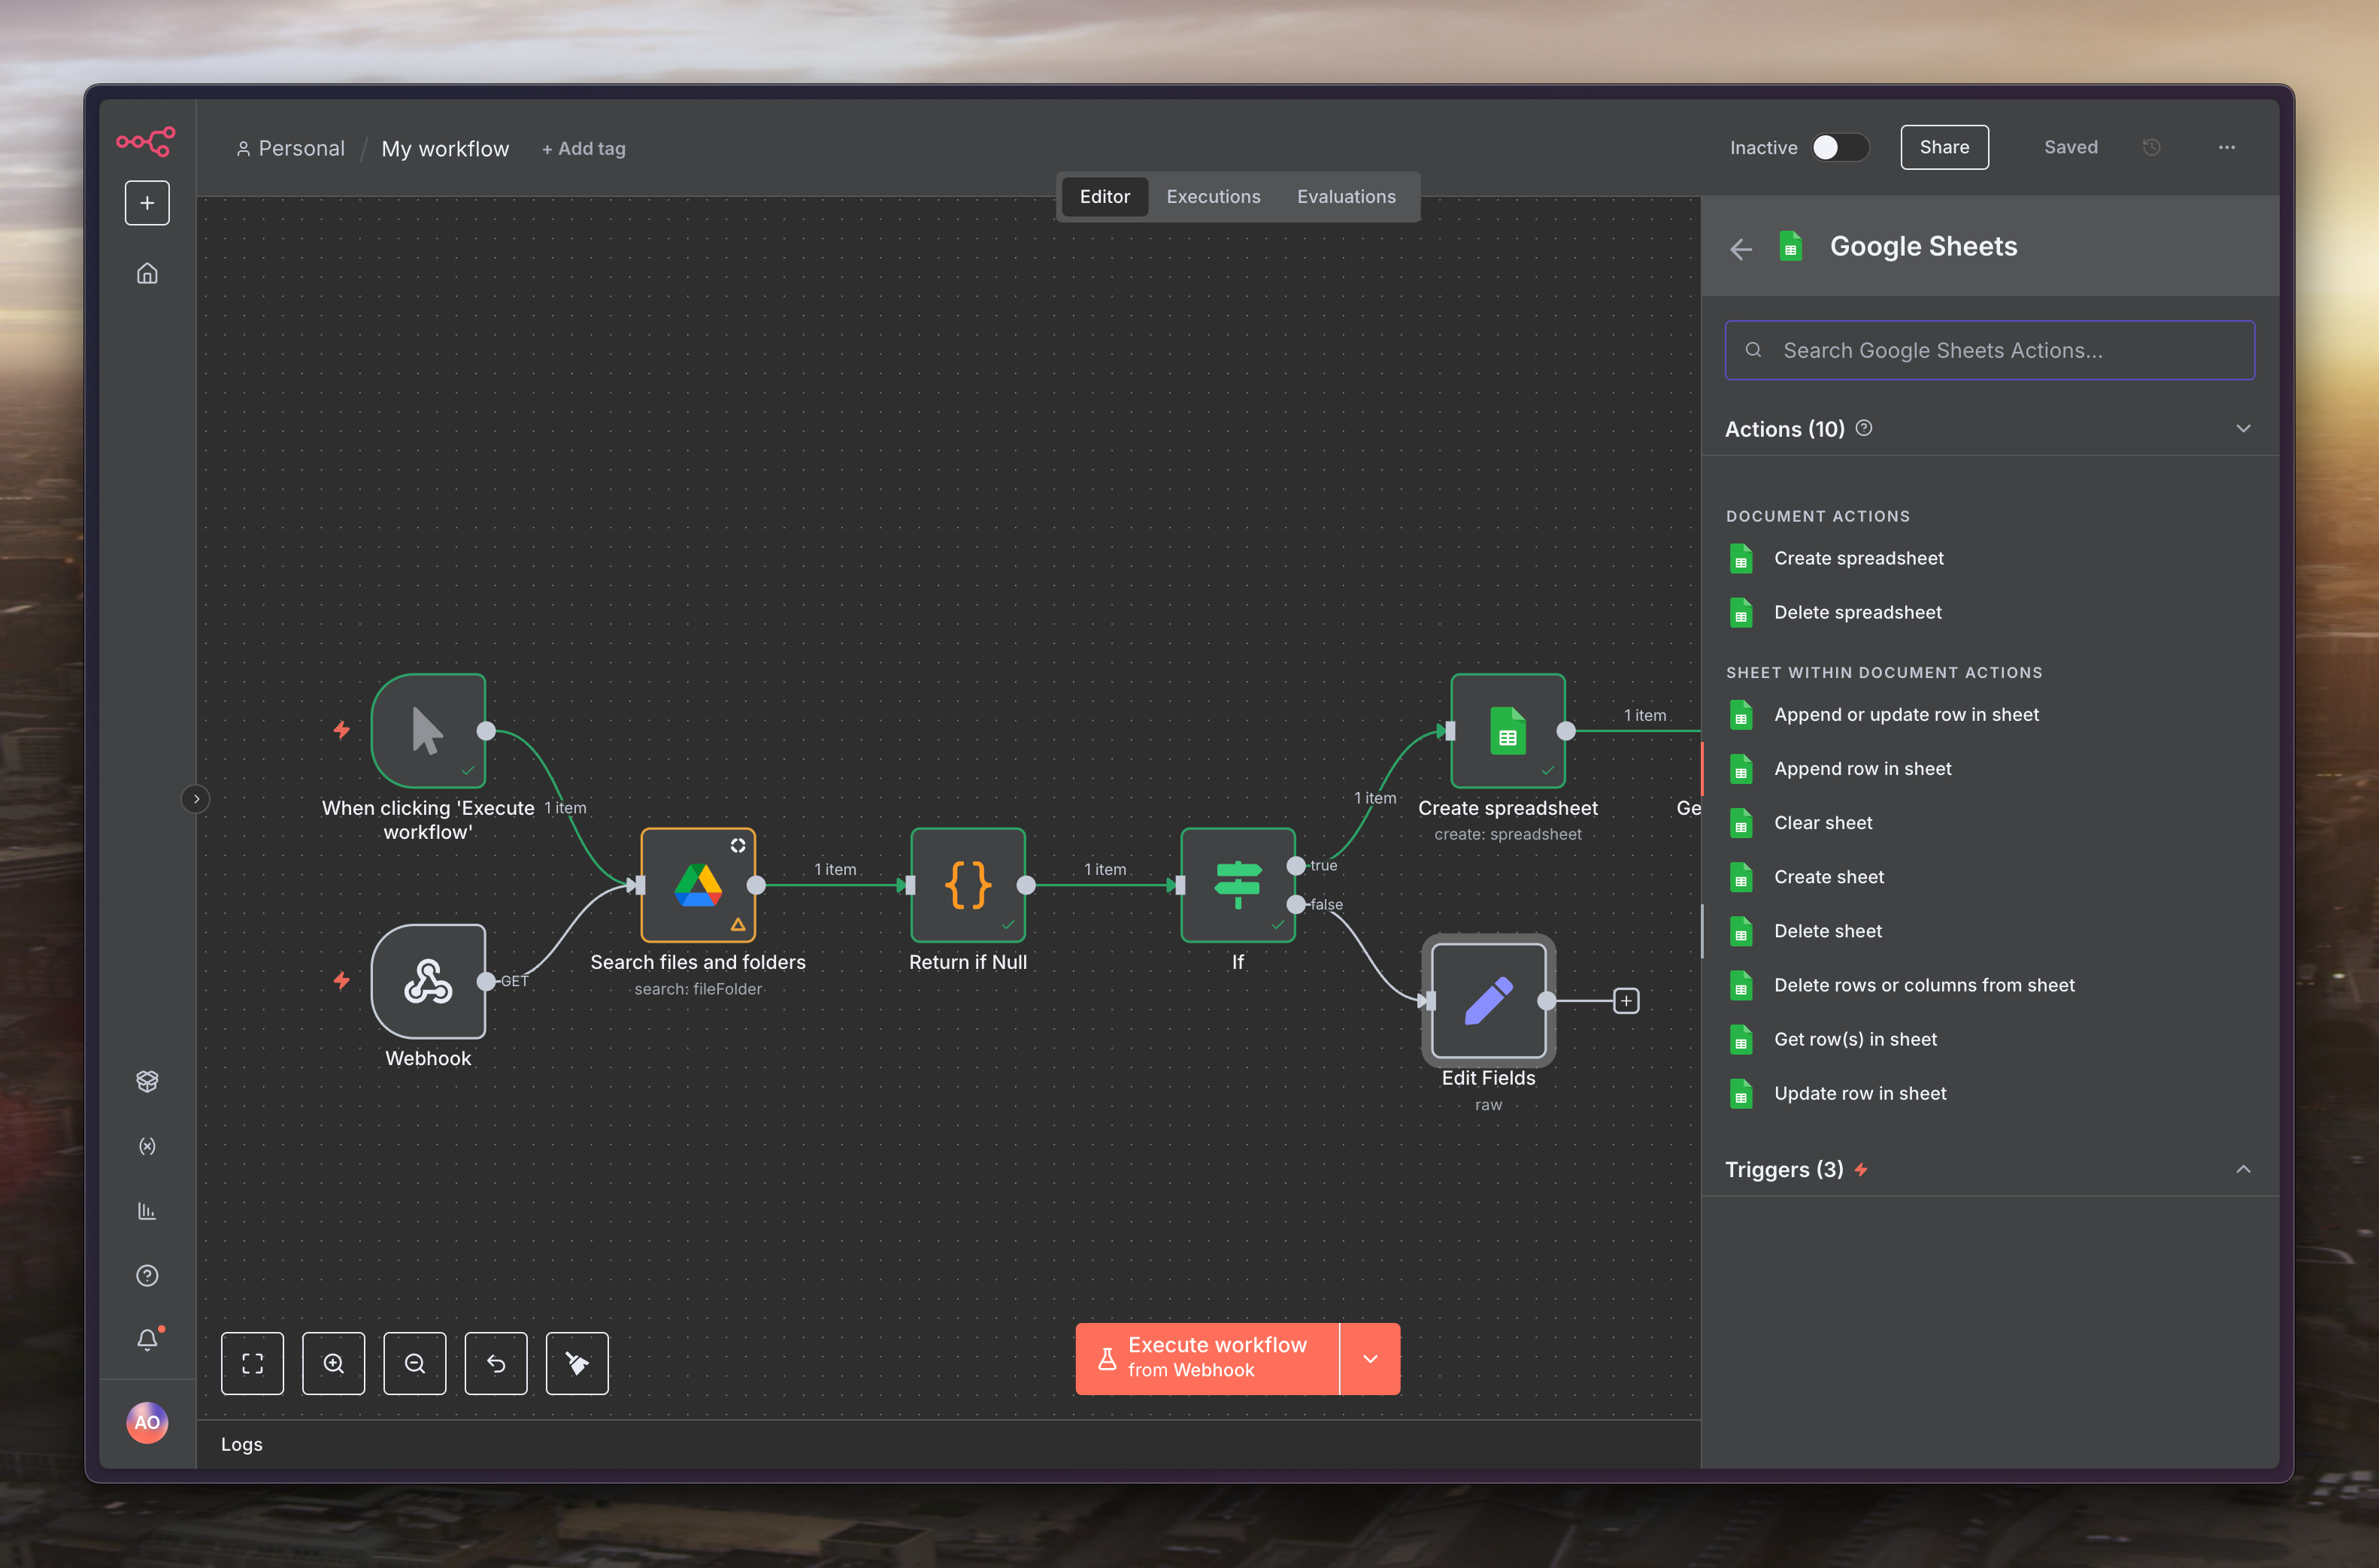 Personal / My workflow + Add tag
Inactive Share Saved
Editor Executions Evaluations
When clicking 'Execute
workflow'
1 item
GET
Webhook
Search files and folders
search: fileFolder
1 item
Return if Null
1 item
If
true
false
1 item
Create spreadsheet
create: spreadsheet
1 item
Ge
Edit Fields
raw
Execute workflow
from Webhook
Logs
AO
Google Sheets
Search Google Sheets Actions...
Actions (10)
DOCUMENT ACTIONS
Create spreadsheet
Delete spreadsheet
SHEET WITHIN DOCUMENT ACTIONS
Append or update row in sheet
Append row in sheet
Clear sheet
Create sheet
Delete sheet
Delete rows or columns from sheet
Get row(s) in sheet
Update row in sheet
Triggers (3)